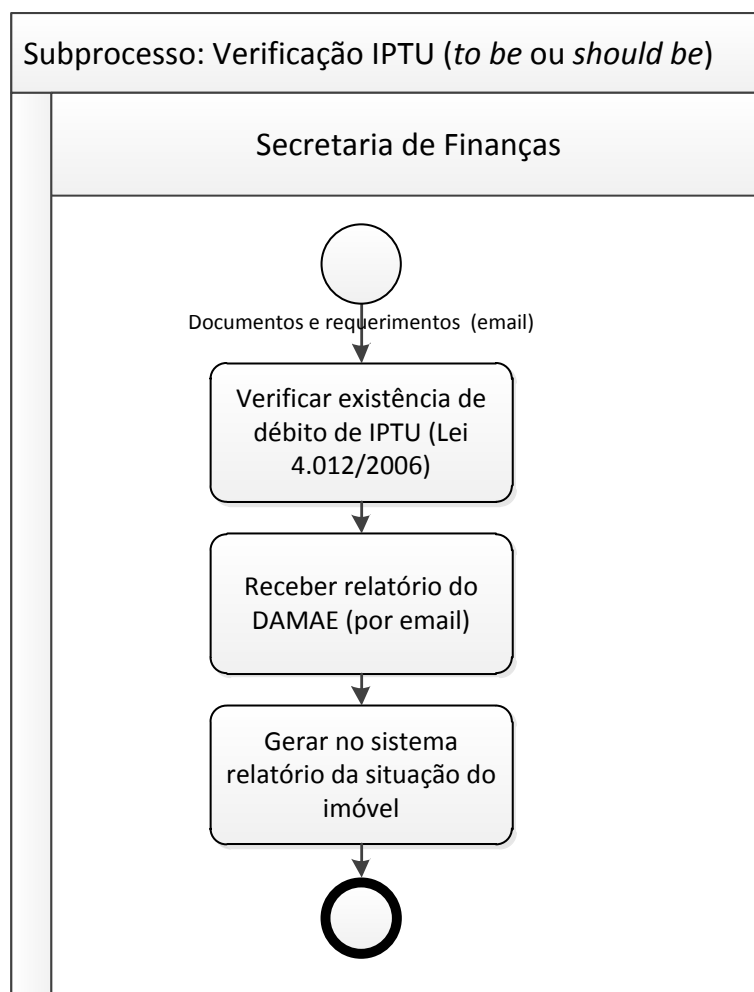 Subprocesso: Verificação IPTU (to be ou should be)
Secretaria de Finanças
Documentos e requerimentos  (email)
Verificar existência de
débito de IPTU (Lei
4.012/2006)
Receber relatório do
DAMAE (por email)
Gerar no sistema
relatório da situação do
imóvel